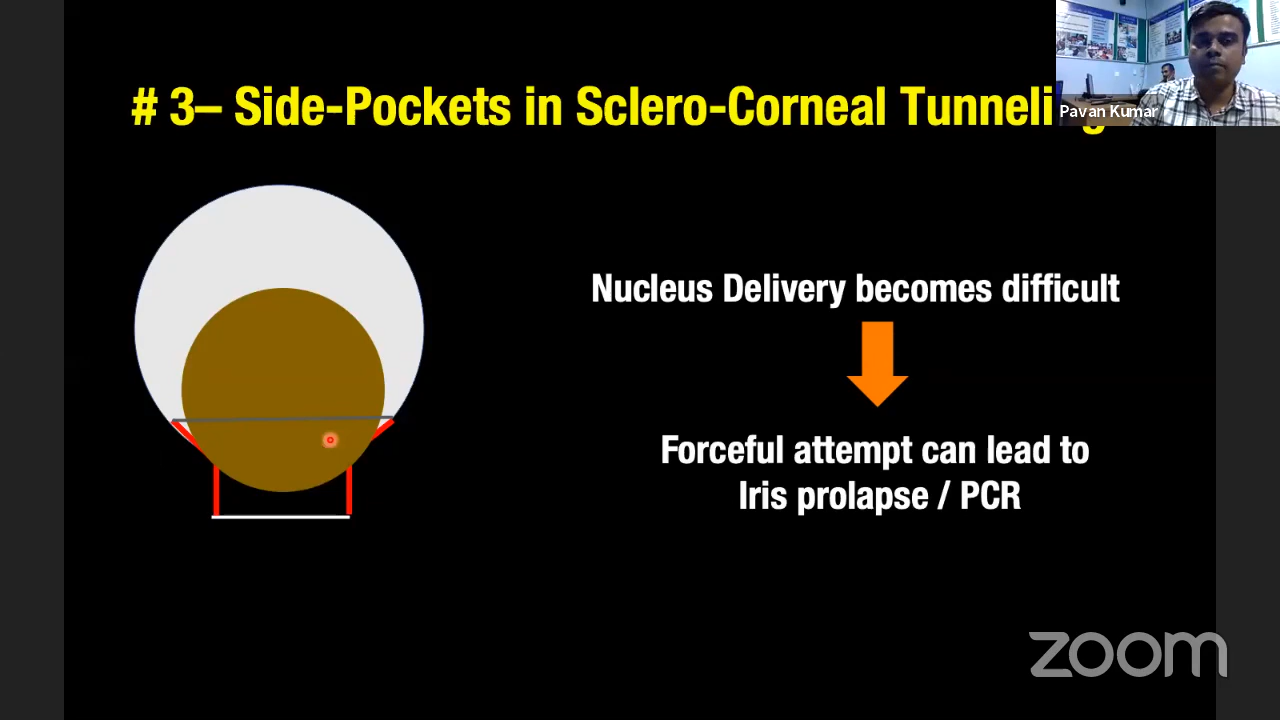 # 3– Side-Pockets in Sclero-Corneal
Pavan Kumar
Nucleus Delivery becomes difficult
Forceful attempt can lead to
Iris prolapse / PCR
zoom